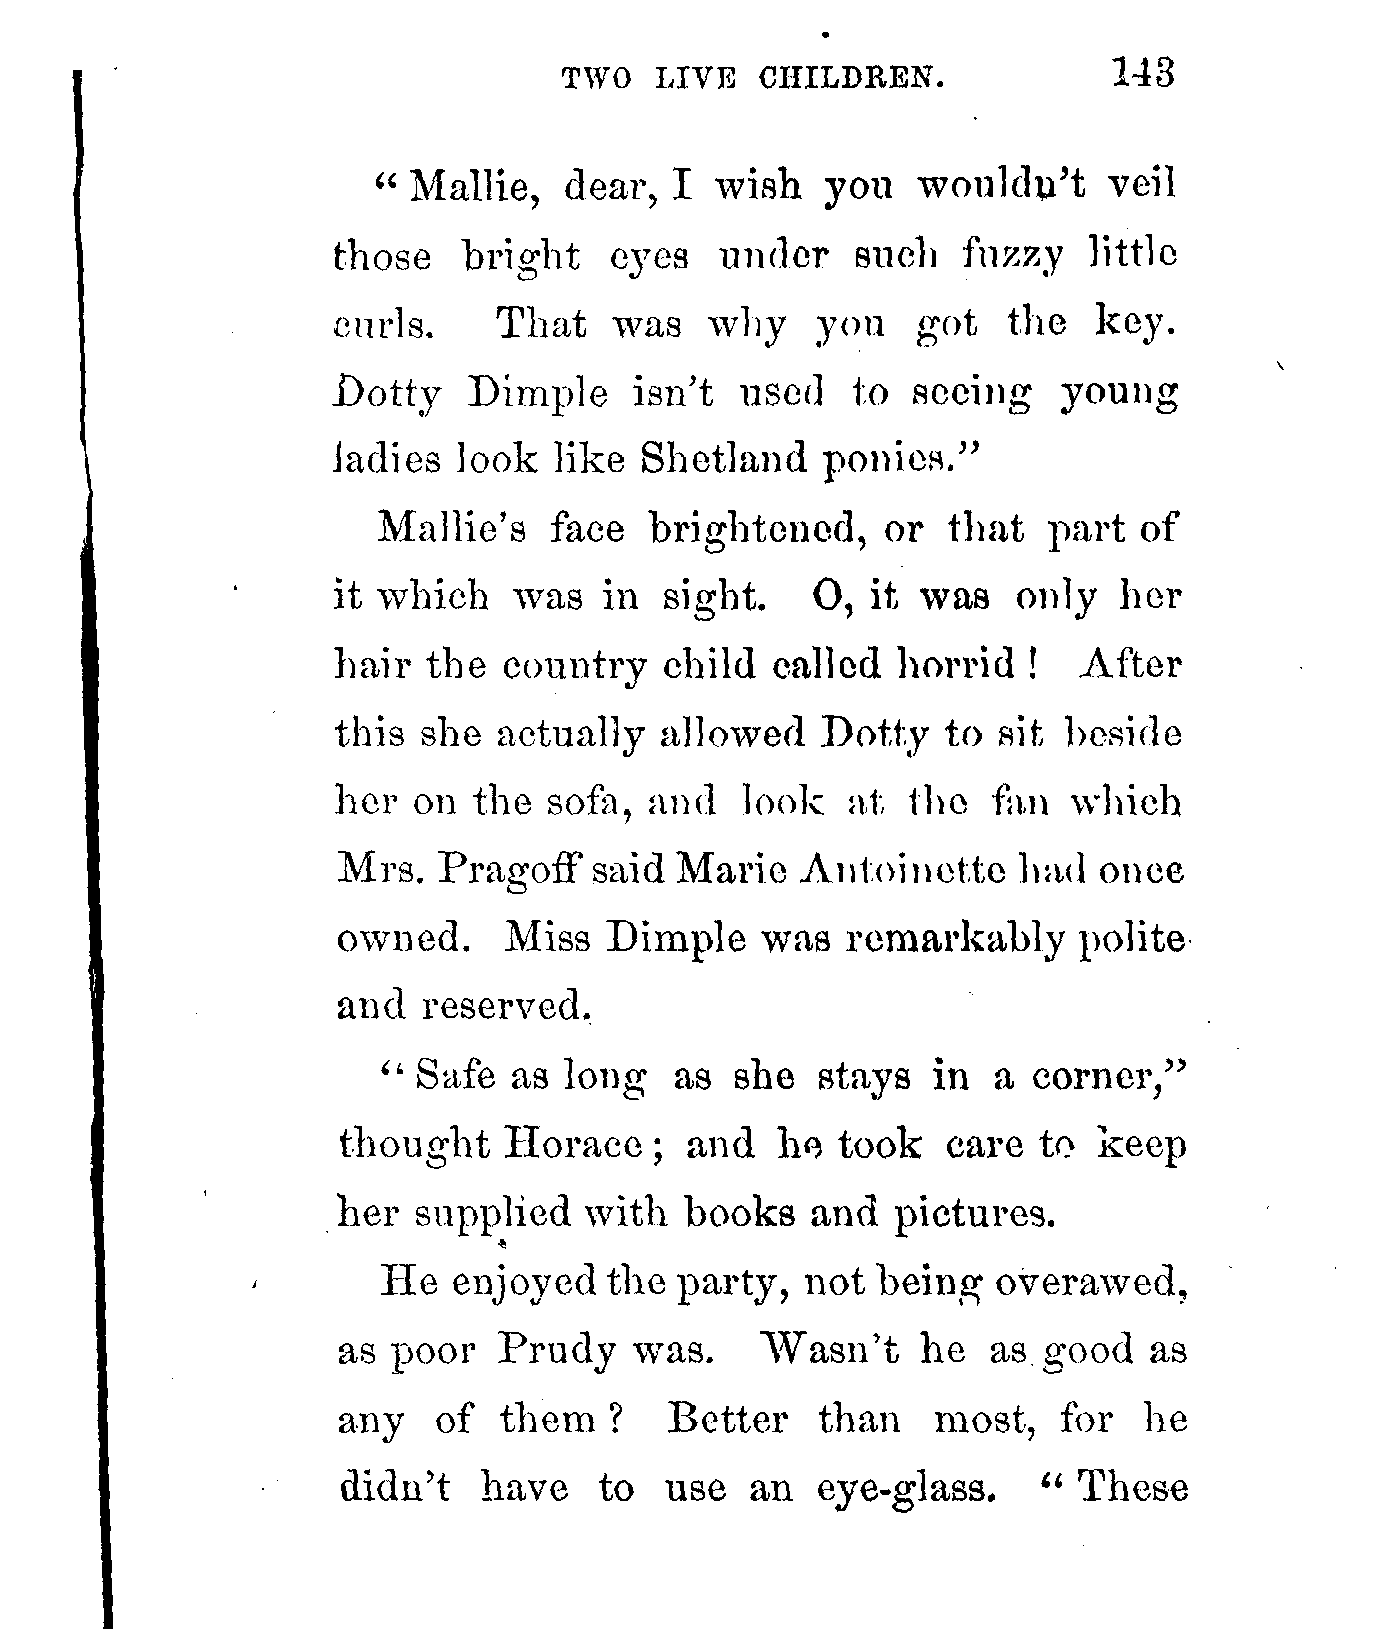 TWO LIVE CHILDREN. 143
“ Mallie, dear, I wish you wouldn’t veil
those bright eyes under such fuzzy little
curls. That was why you got the key.
Dotty Dimple isn’t used to seeing young
ladies look like Shetland ponies.”
Mallie’s face brightened, or that part of
it which was in sight. O, it was only her
hair the country child called horrid ! After
this she actually allowed Dotty to sit beside
her on the sofa, and look at the fan which
Mrs. Pragoff said Marie Antoinette had once
owned. Miss Dimple was remarkably polite
and reserved.
“ Safe as long as she stays in a corner,”
thought Horace ; and he took care to keep
her supplied with books and pictures.
He enjoyed the party, not being overawed,
as poor Prudy was. Wasn’t he as good as
any of them ? Better than most, for he
didn’t have to use an eye-glass. “ These